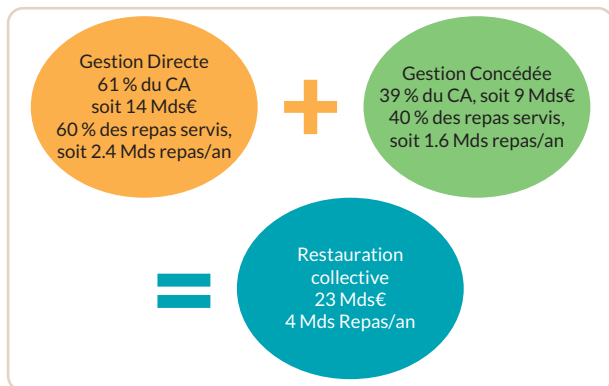 Gestion Directe
61 % du CA
soit 14 Mds€
60 % des repas servis,
soit 2.4 Mds repas/an
+
Gestion Concédée
39 % du CA, soit 9 Mds€
40 % des repas servis,
soit 1.6 Mds repas/an
=
Restauration
collective
23 Mds€
4 Mds Repas/an